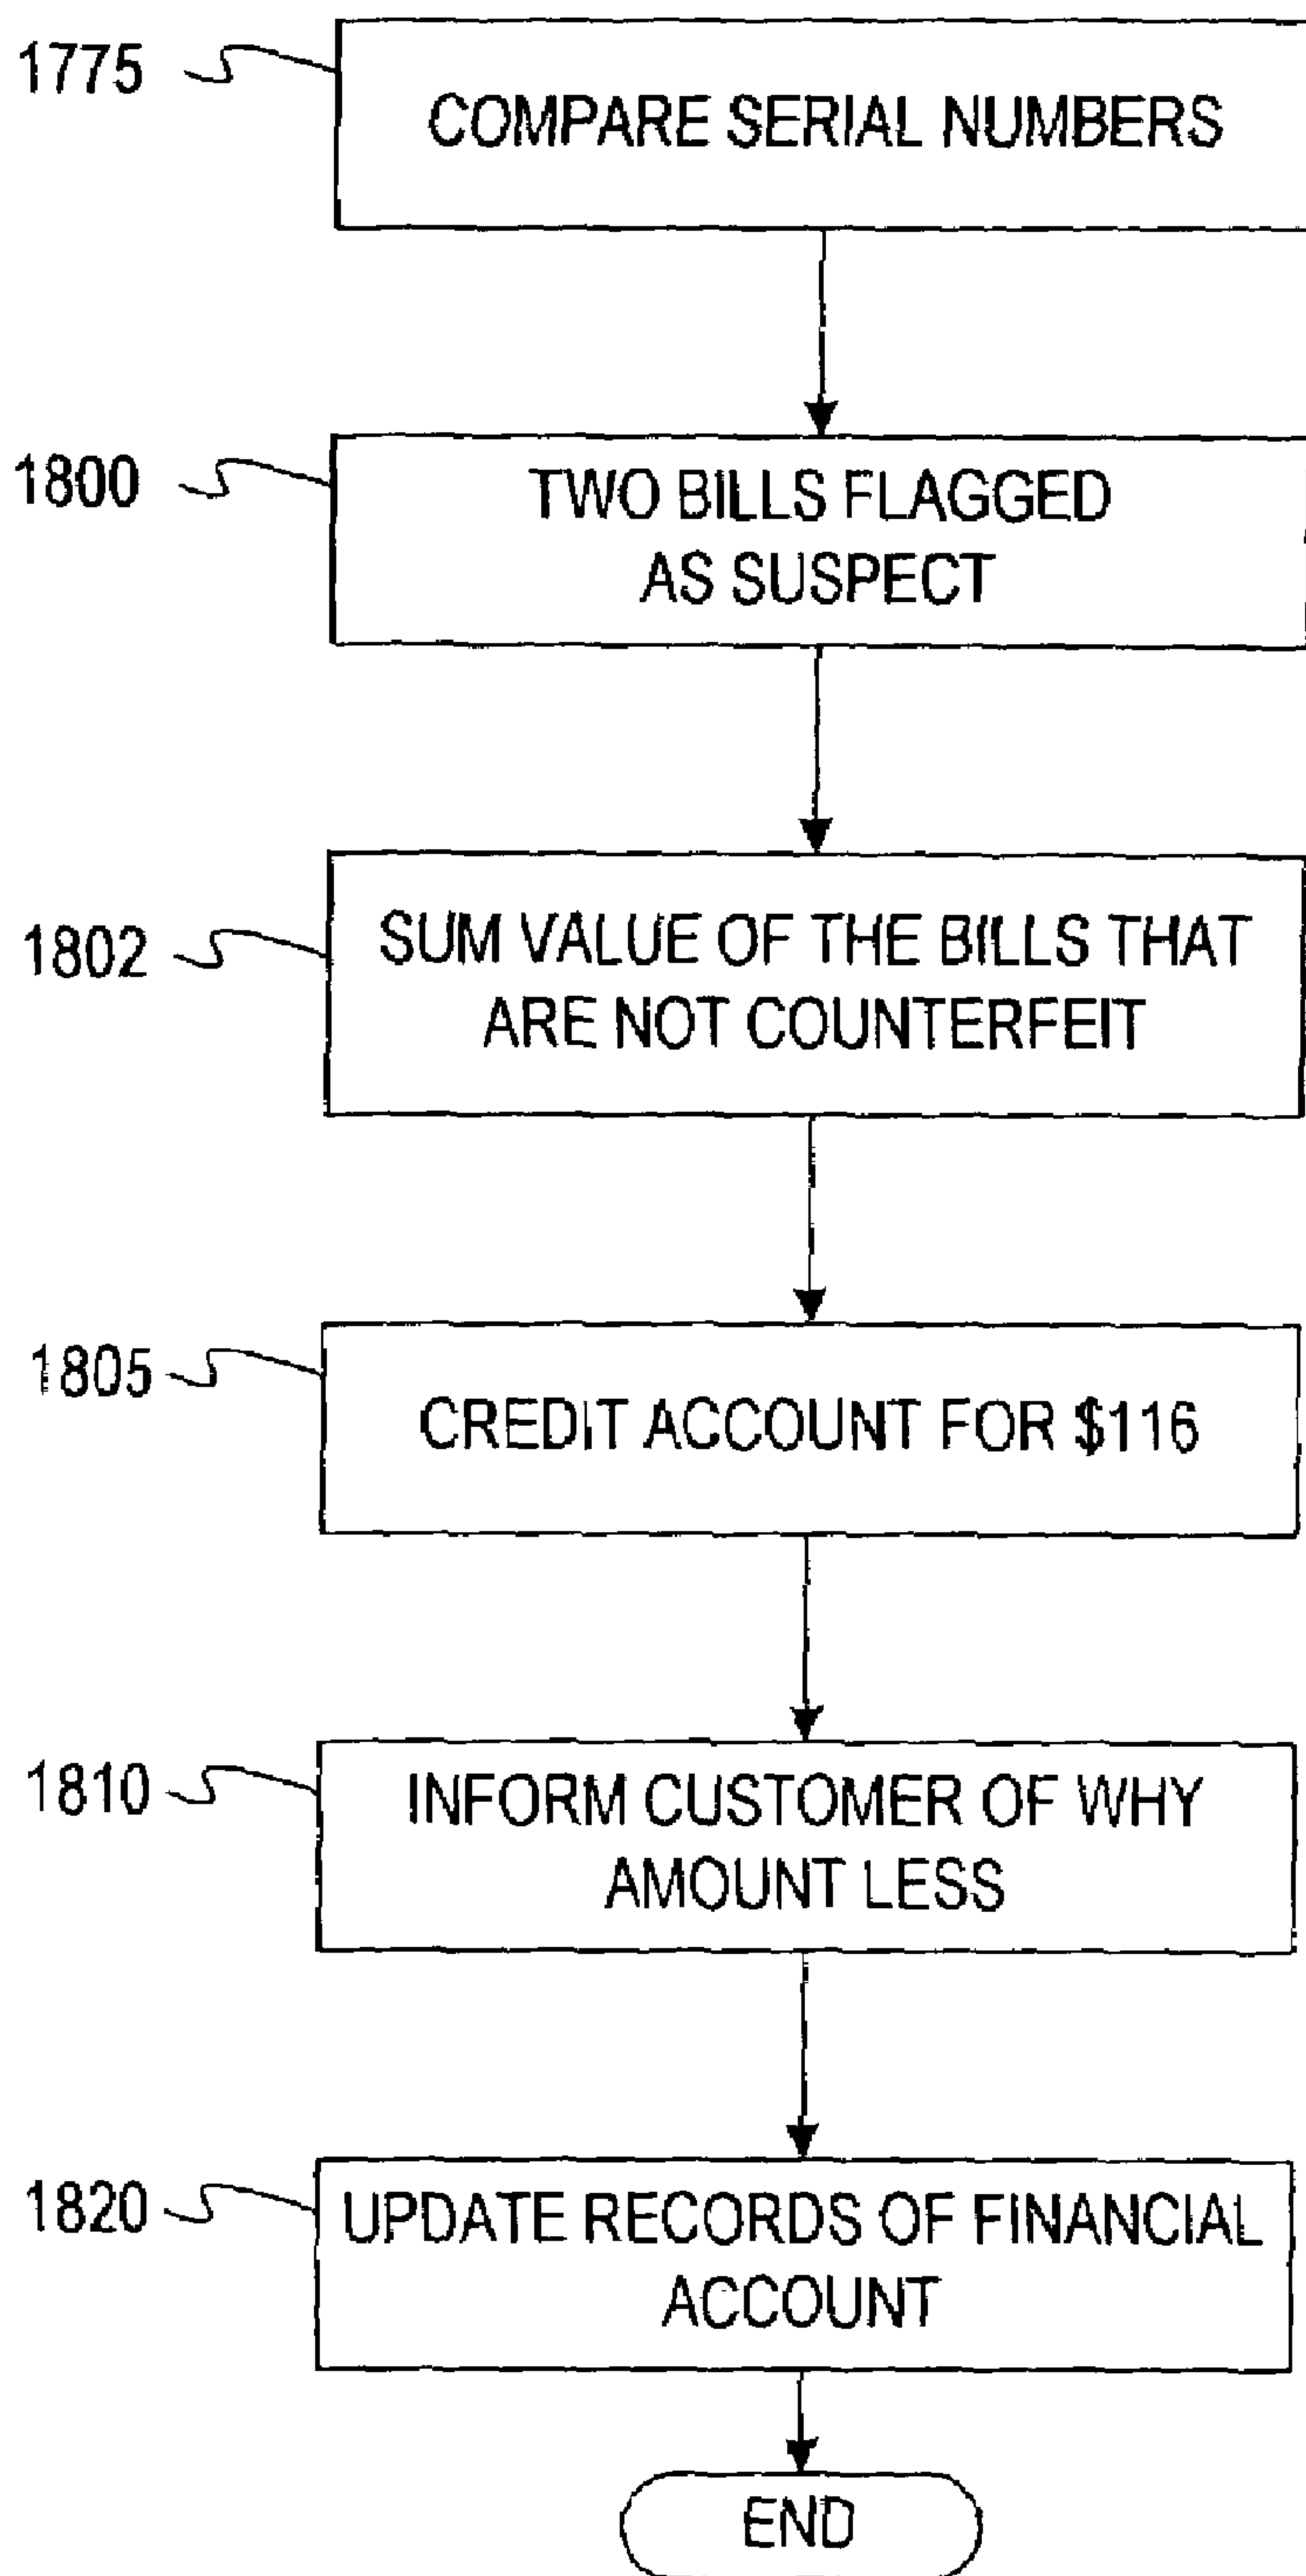 1775
COMPARE SERIAL NUMBERS
1800
TWO BILLS FLAGGED
AS SUSPECT
1802
SUM VALUE OF THE BILLS THAT
ARE NOT COUNTERFEIT
1805
CREDIT ACCOUNT FOR $116
1810
INFORM CUSTOMER OF WHY
AMOUNT LESS
1820
UPDATE RECORDS OF FINANCIAL
ACCOUNT
END